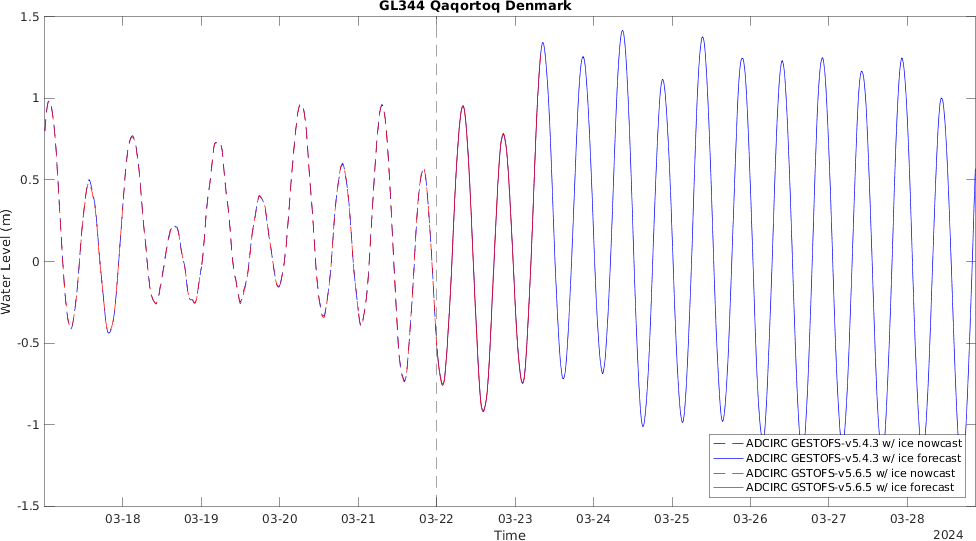 GL344 Qaqortoq Denmark
1.5
1
0.5
0
-0.5
-1
-1.5
Water Level (m)
03-18 03-19 03-20 03-21 03-22 03-23 03-24 03-25 03-26 03-27 03-28
Time
2024
ADCIRC GESTOFS-v5.4.3 w/ ice nowcast
ADCIRC GESTOFS-v5.4.3 w/ ice forecast
ADCIRC GSTOFS-v5.6.5 w/ ice nowcast
ADCIRC GSTOFS-v5.6.5 w/ ice forecast